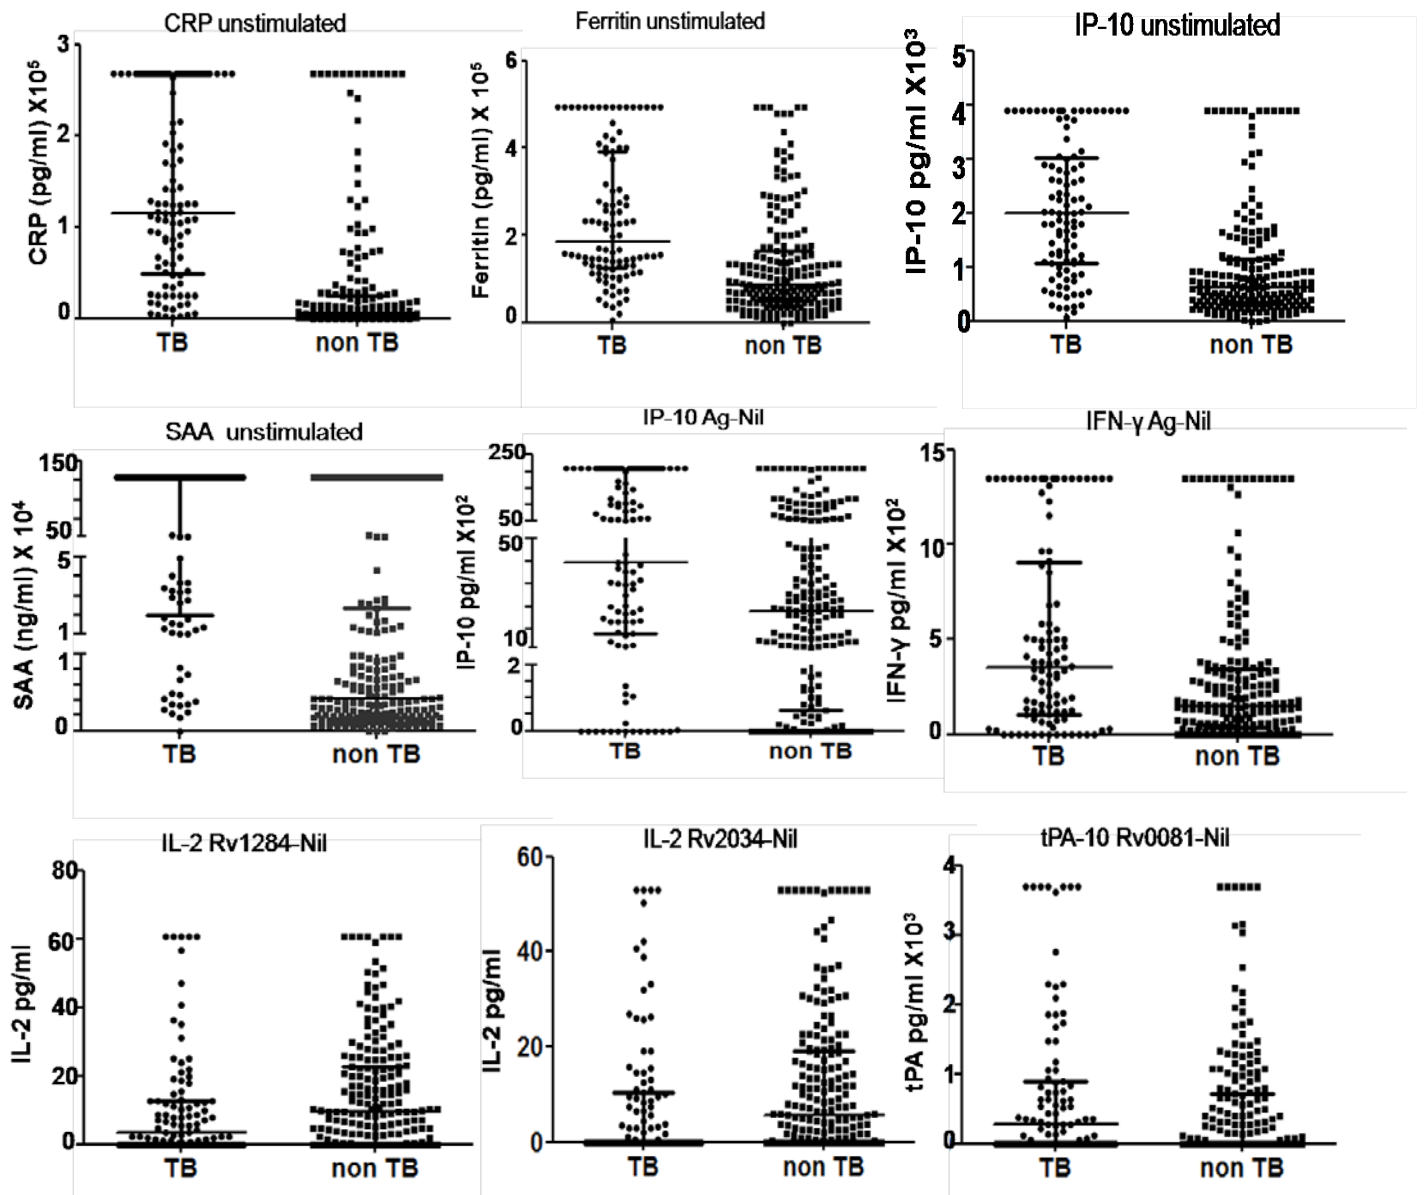 CRP unstimulated
CRP (pg/ml) X10⁵
3
2
1
0
TB
non TB
Ferritin unstimulated
Ferritin (pg/ml) X 10⁵
6
4
2
0
TB
non TB
IP-10 unstimulated
IP-10 pg/ml X10³
5
4
3
2
1
0
TB
non TB
SAA unstimulated
SAA (ng/ml) X 10⁴
150
50
5
1
1
0
TB
non TB
IP-10 Ag-Nil
IP-10 pg/ml X10²
250
50
50
10
2
0
TB
non TB
IFN-γ Ag-Nil
IFN-γ pg/ml X10²
15
10
5
0
TB
non TB
IL-2 Rv1284-Nil
IL-2 pg/ml
80
60
40
20
0
TB
non TB
IL-2 Rv2034-Nil
IL-2 pg/ml
60
40
20
0
TB
non TB
tPA-10 Rv0081-Nil
tPA pg/ml X10³
4
3
2
1
0
TB
non TB